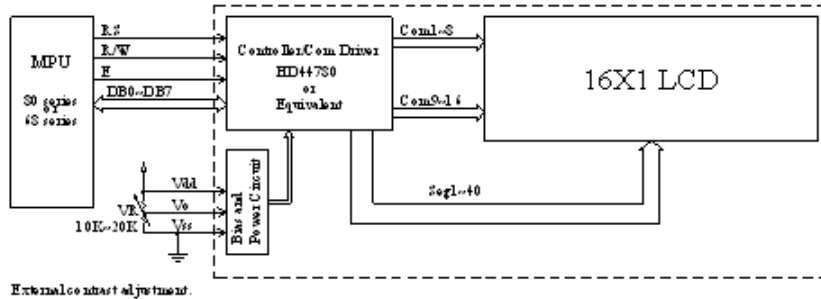 MPU
80 series
or
68 series
RS
R/W
E
DB0~DB7
Controller/Com Driver
HD44780
or
Equivalent
Com1~8
Com9~16
16X1 LCD
Seg1~40
Vdd
Vo
Vss
VR
10K~20K
Bias and
Power Circuit
External contrast adjustment.